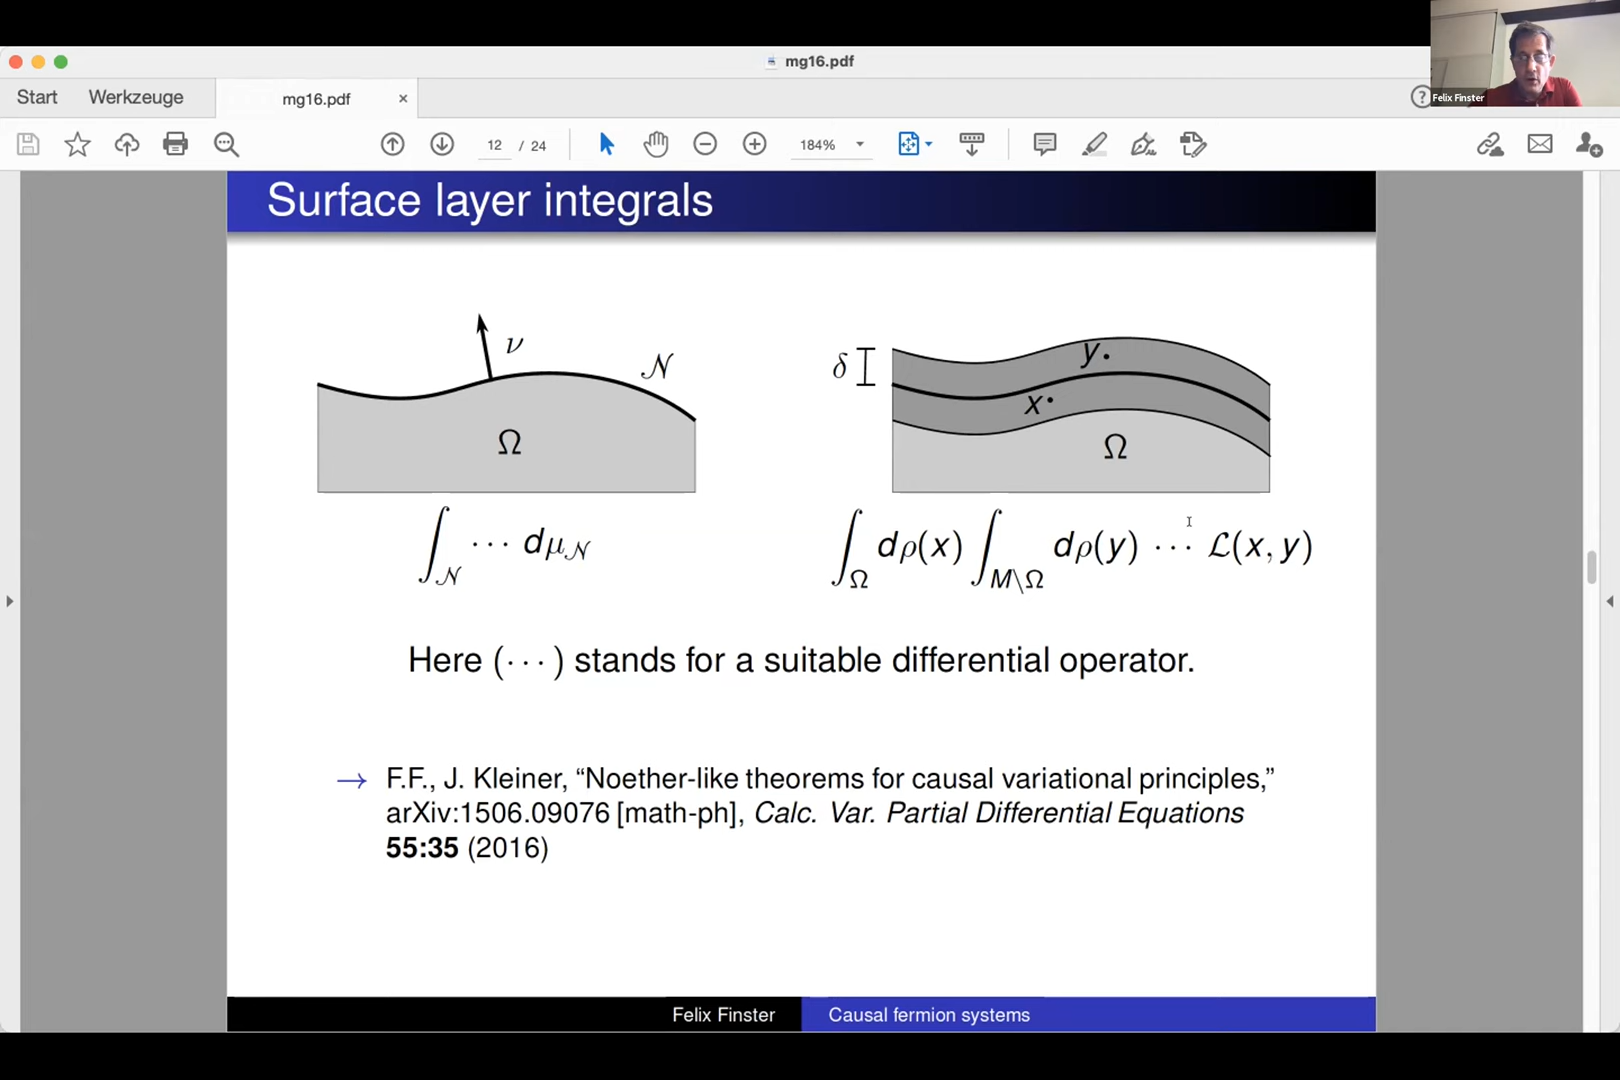 mg16.pdf
Start Werkzeuge mg16.pdf ×
12 / 24 184%
Felix Finster
Surface layer integrals
ν
𝒩
Ω
δ
y
x
Ω
∫_𝒩 ··· dμ_𝒩
∫_Ω dρ(x) ∫_{M\Ω} dρ(y) ··· ℒ(x, y)
Here (···) stands for a suitable differential operator.
→ F.F., J. Kleiner, “Noether-like theorems for causal variational principles,”
arXiv:1506.09076 [math-ph], Calc. Var. Partial Differential Equations
55:35 (2016)
Felix Finster Causal fermion systems